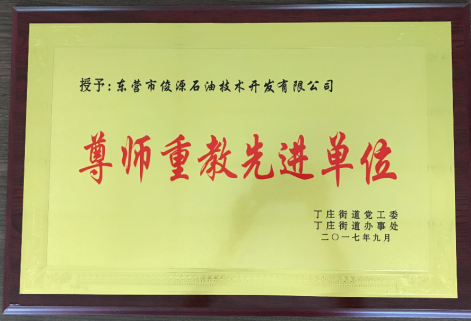 授予：东营市俊源石油技术开发有限公司
尊师重教先进单位
丁庄街道党工委
丁庄街道办事处
二〇一七年九月